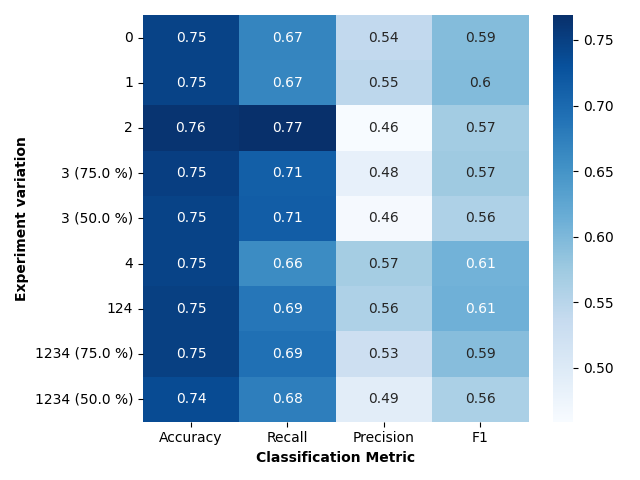 0 0.75 0.67 0.54 0.59
1 0.75 0.67 0.55 0.6
2 0.76 0.77 0.46 0.57
3 (75.0 %) 0.75 0.71 0.48 0.57
3 (50.0 %) 0.75 0.71 0.46 0.56
4 0.75 0.66 0.57 0.61
124 0.75 0.69 0.56 0.61
1234 (75.0 %) 0.75 0.69 0.53 0.59
1234 (50.0 %) 0.74 0.68 0.49 0.56
Accuracy Recall Precision F1
Classification Metric
Experiment variation
0.75
0.70
0.65
0.60
0.55
0.50